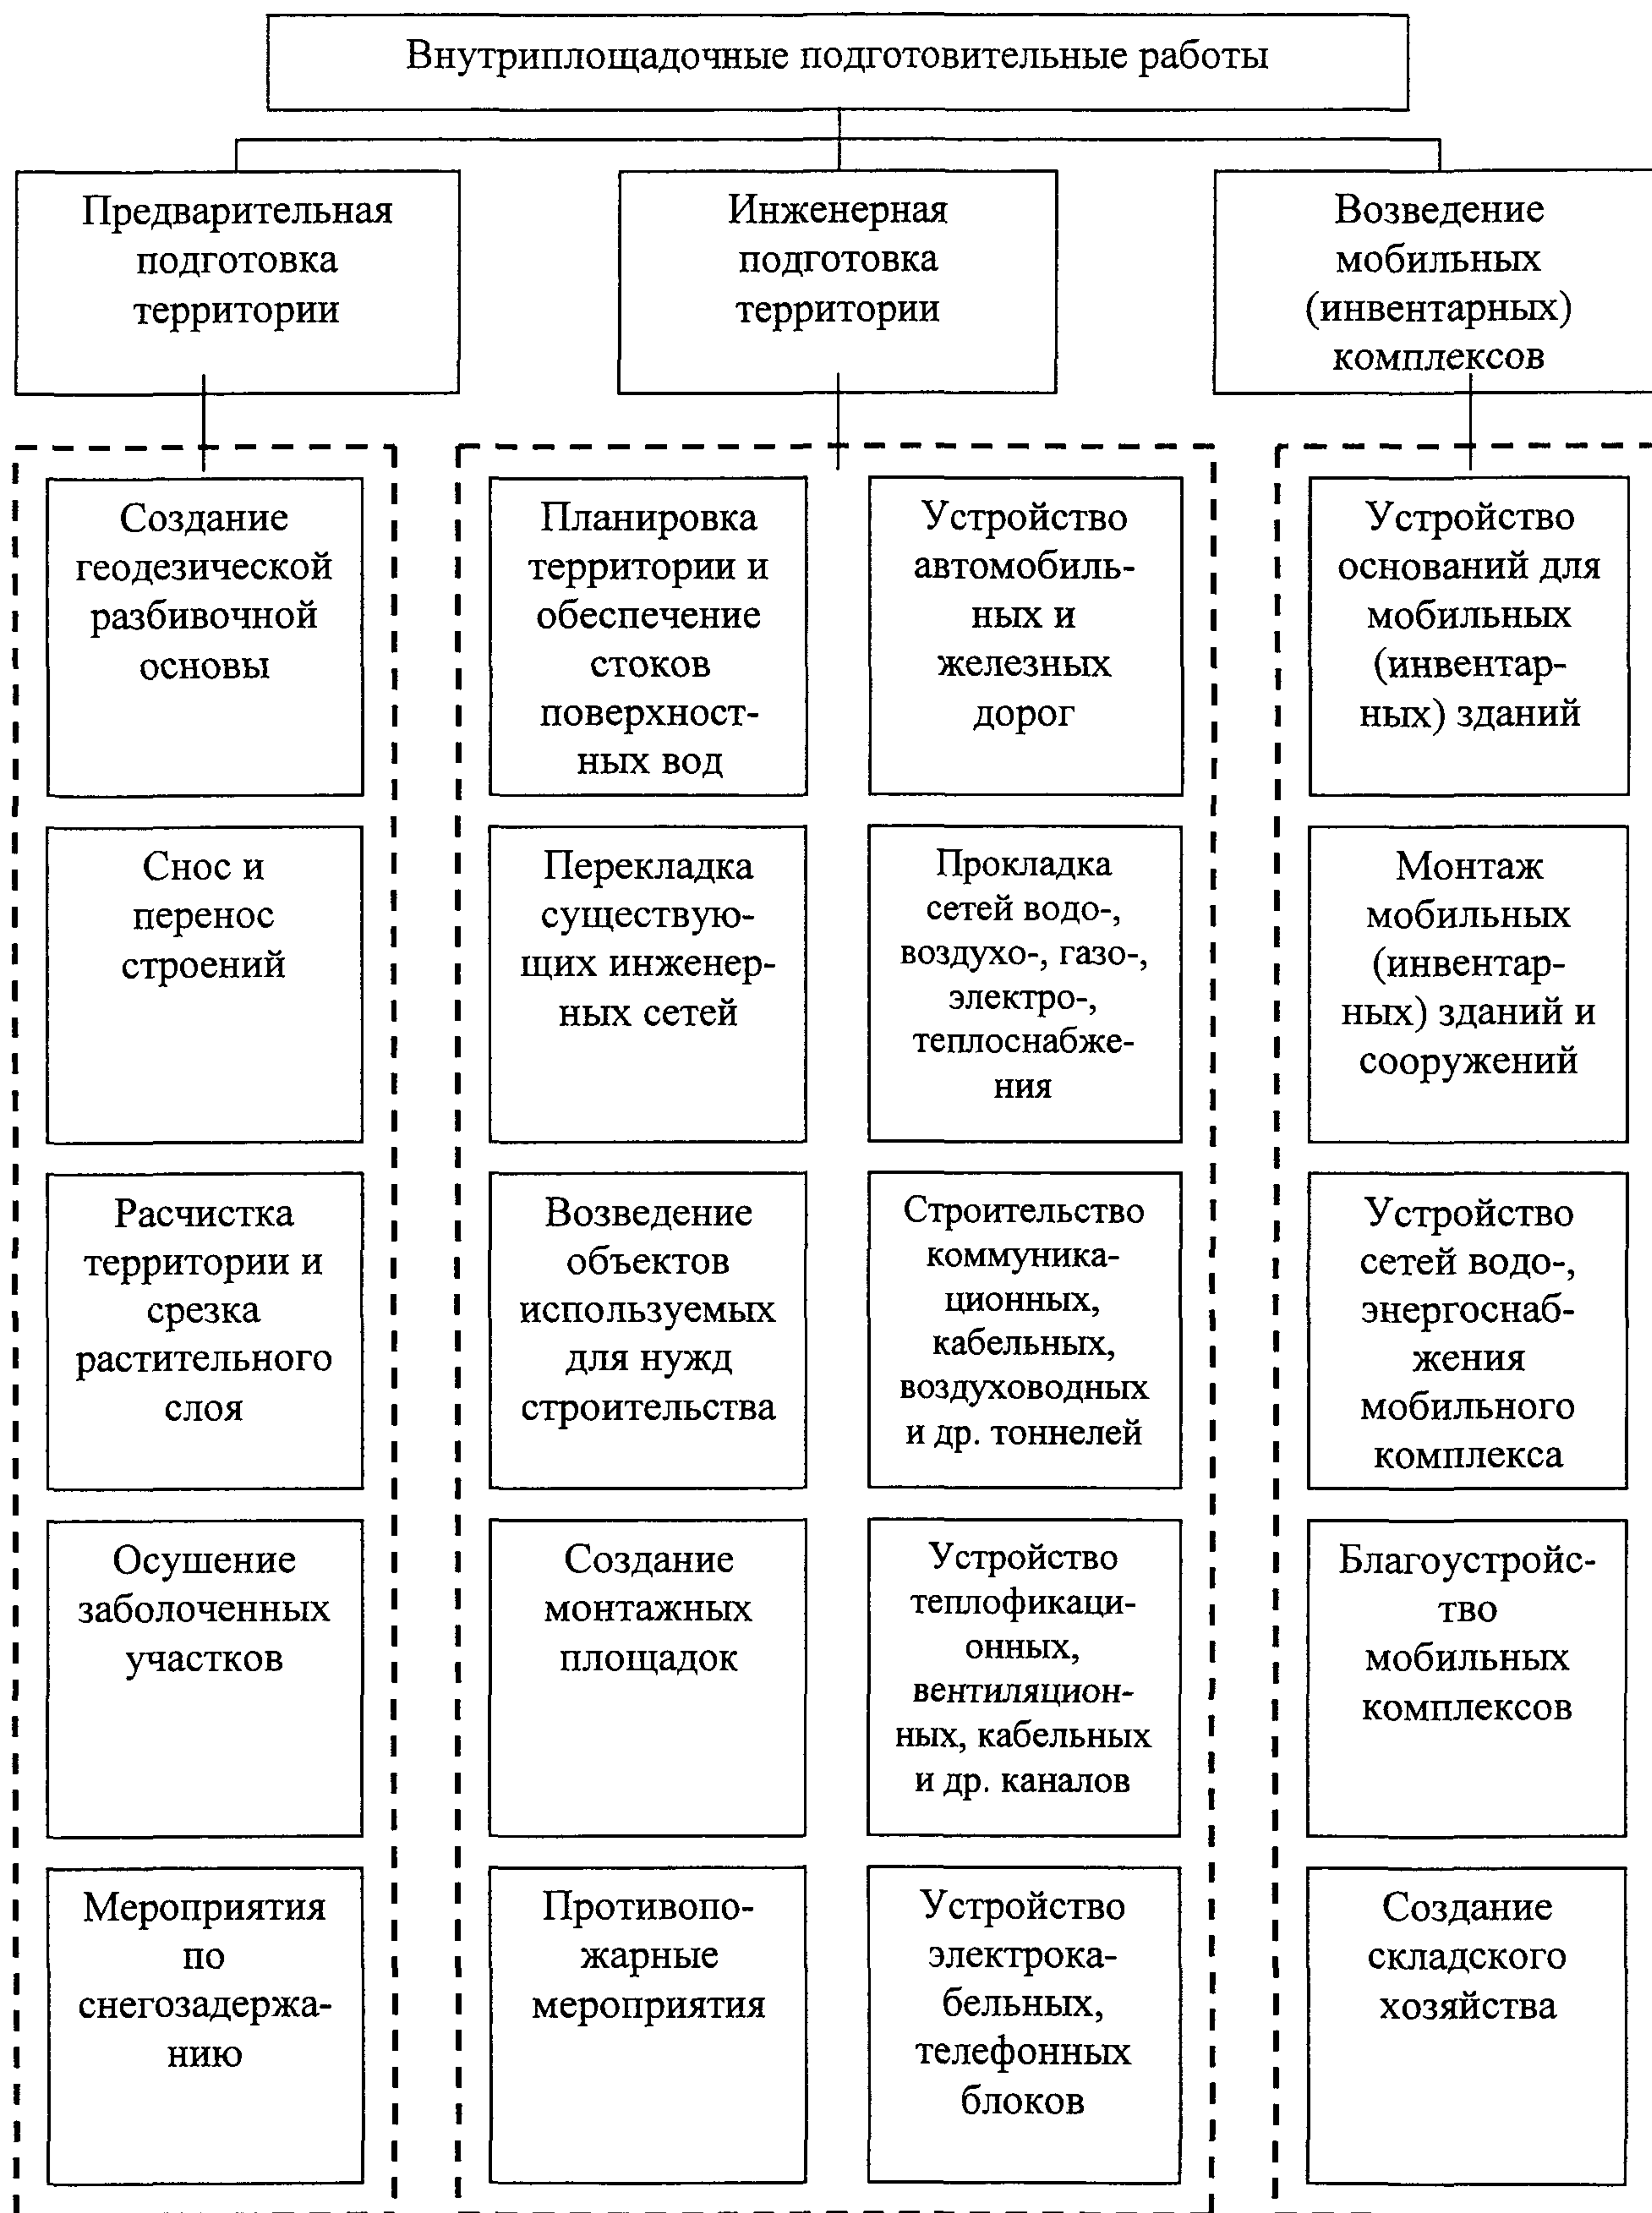 Внутриплощадочные подготовительные работы
Предварительная
подготовка
территории
Инженерная
подготовка
территории
Возведение
мобильных
(инвентарных)
комплексов
Создание
геодезической
разбивочной
основы
Снос и
перенос
строений
Расчистка
территории и
срезка
растительного
слоя
Осушение
заболоченных
участков
Мероприятия
по
снегозадержа-
нию
Планировка
территории и
обеспечение
стоков
поверхност-
ных вод
Перекладка
существую-
щих инженер-
ных сетей
Возведение
объектов
используемых
для нужд
строительства
Создание
монтажных
площадок
Противопо-
жарные
мероприятия
Устройство
автомобиль-
ных и
железных
дорог
Прокладка
сетей водо-,
воздухо-, газо-,
электро-,
теплоснабже-
ния
Строительство
коммуника-
ционных,
кабельных,
воздуховодных
и др. тоннелей
Устройство
теплофикаци-
онных,
вентиляцион-
ных, кабельных
и др. каналов
Устройство
электрока-
бельных,
телефонных
блоков
Устройство
оснований для
мобильных
(инвентар-
ных) зданий
Монтаж
мобильных
(инвентар-
ных) зданий и
сооружений
Устройство
сетей водо-,
энергоснаб-
жения
мобильного
комплекса
Благоустройс-
тво
мобильных
комплексов
Создание
складского
хозяйства